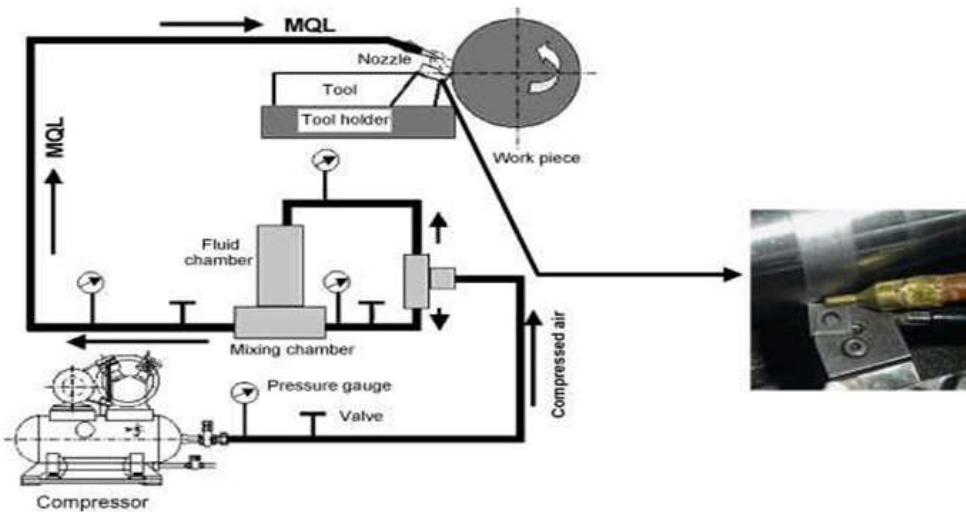 MQL
Nozzle
Tool
Tool holder
Work piece
MQL
Fluid
chamber
Mixing chamber
Compressed air
Pressure gauge
Valve
Compressor